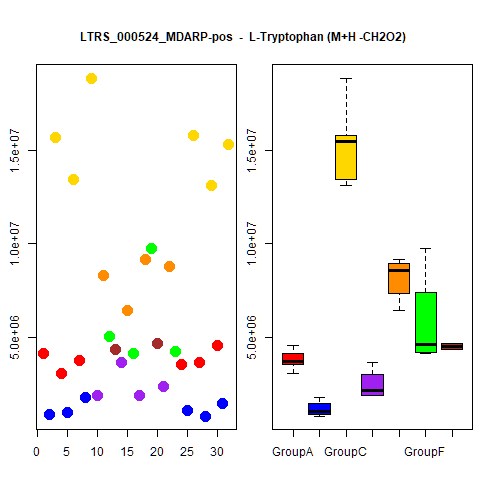 LTRS_000524_MDARP-pos - L-Tryptophan (M+H -CH2O2)
1.5e+07
1.0e+07
5.0e+06
0 5 10 15 20 25 30
1.5e+07
1.0e+07
5.0e+06
GroupA GroupC GroupF